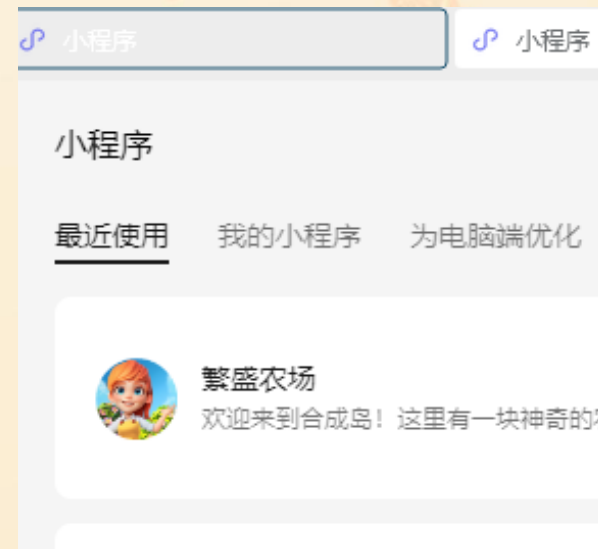 小程序 小程序
小程序
最近使用 我的小程序 为电脑端优化
繁盛农场
欢迎来到合成岛！这里有一块神奇的